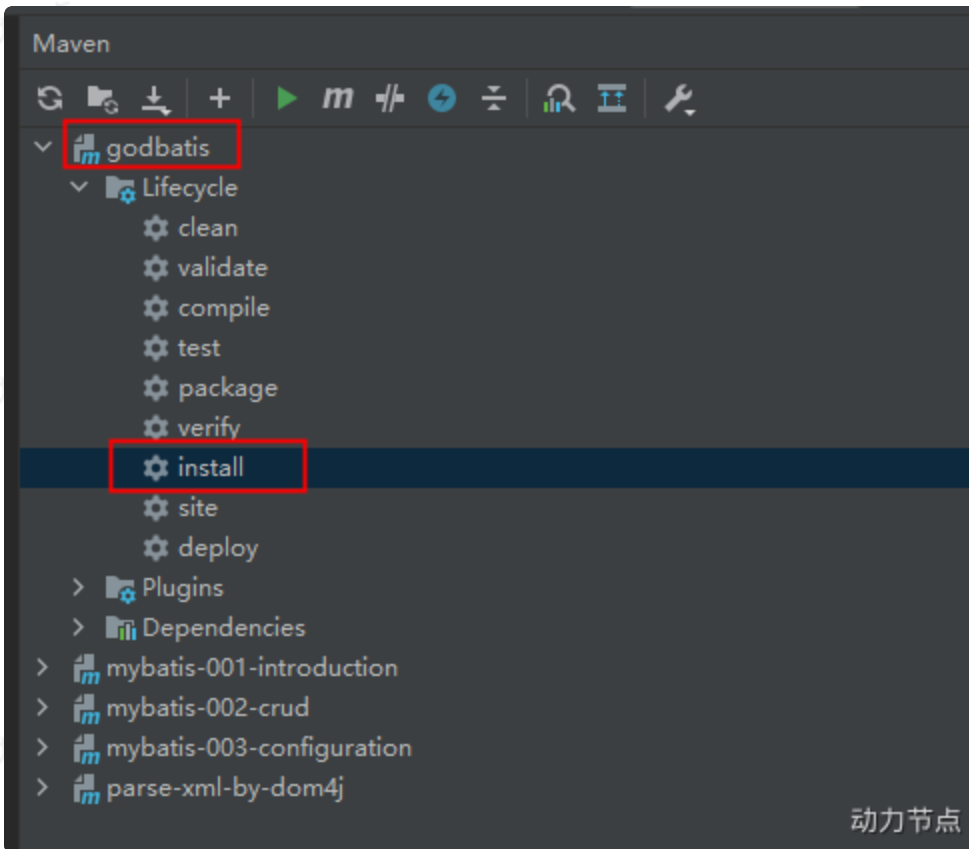 Maven
m
godbatis
Lifecycle
clean
validate
compile
test
package
verify
install
site
deploy
Plugins
Dependencies
mybatis-001-introduction
mybatis-002-crud
mybatis-003-configuration
parse-xml-by-dom4j
动力节点